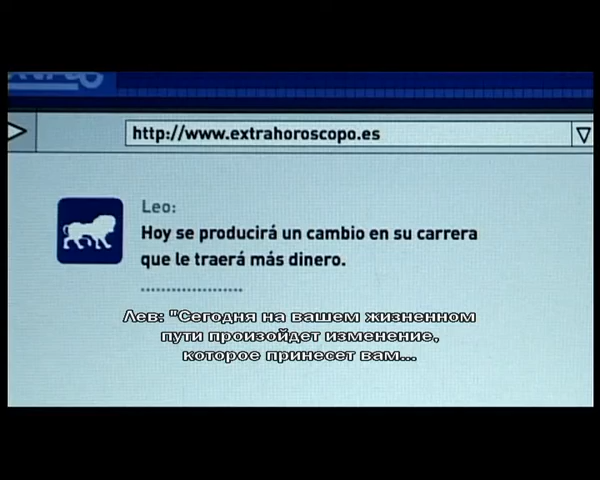 http://www.extrahoroscopo.es
Leo:
Hoy se producirá un cambio en su carrera
que le traerá más dinero.
Лев: "Сегодня на вашем жизненном
пути произойдет изменение,
которое принесет вам...